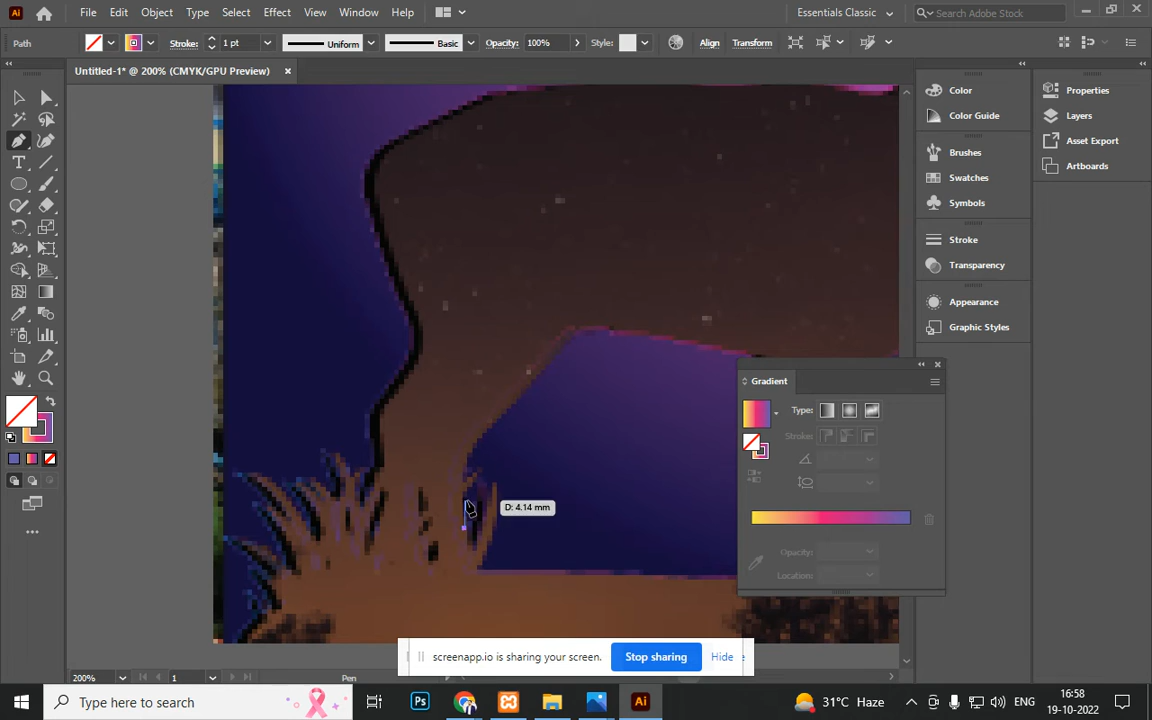 Ai
File Edit Object Type Select Effect View Window Help
Essentials Classic
Search Adobe Stock
Path
Stroke:
1 pt
Uniform
Basic
Opacity:
100%
Style:
Align
Transform
Untitled-1* @ 200% (CMYK/GPU Preview)
Color
Color Guide
Brushes
Swatches
Symbols
Stroke
Transparency
Appearance
Graphic Styles
Properties
Layers
Asset Export
Artboards
D: 4.14 mm
Gradient
Type:
Stroke:
Opacity:
Location:
screenapp.io is sharing your screen.
Stop sharing
Hide
200%
1
Pen
Type here to search
Ps
Ai
31°C Haze
ENG
16:58
19-10-2022